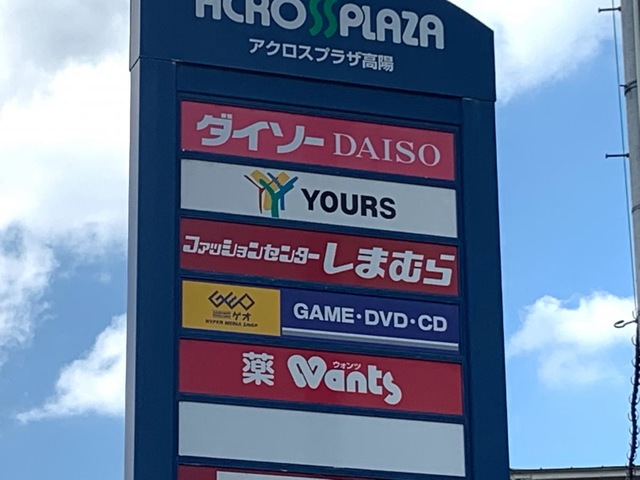 ACROSSPLAZA
アクロスプラザ高陽
ダイソー DAISO
YOURS
ファッションセンターしまむら
GEO ゲオ
HYPER MEDIA SHOP
GAME・DVD・CD
薬 ウォンツ Wants